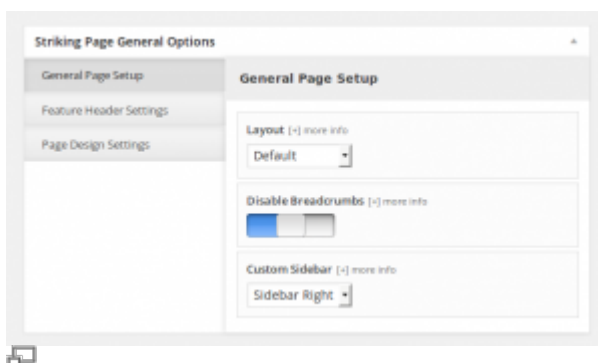 Striking Page General Options
General Page Setup
Feature Header Settings
Page Design Settings
General Page Setup
Layout [+] more info
Default
Disable Breadcrumbs [+] more info
Custom Sidebar [+] more info
Sidebar Right